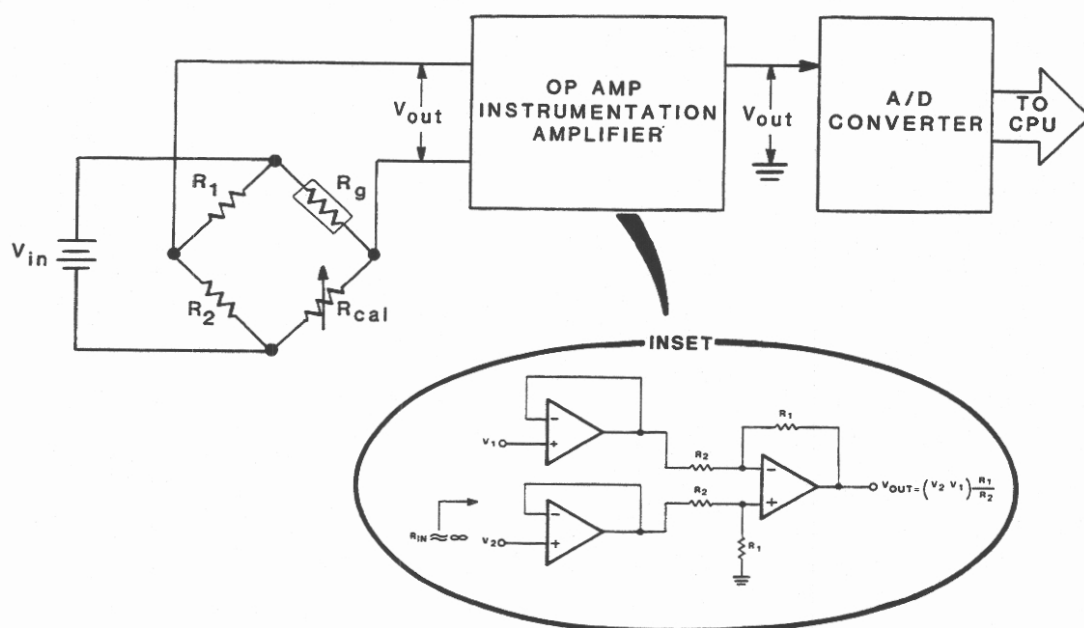 OP AMP
INSTRUMENTATION
AMPLIFIER
A/D
CONVERTER
TO
CPU
Vout
Vout
R1
Rg
Vin
R2
Rcal
INSET
V1
R2
R1
R2
VOUT=(V2 V1) R1/R2
RIN≈∞
V2
R1